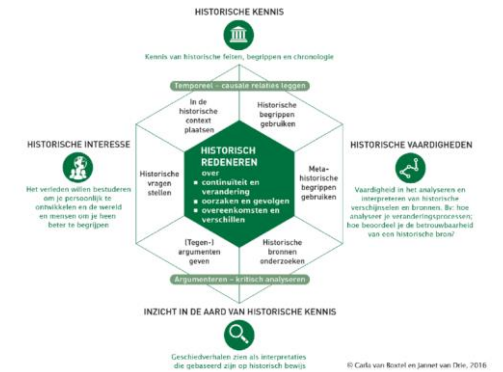 HISTORISCHE KENNIS
Kennis van historische feiten, begrippen en chronologie
Temporeel – causale relaties leggen
In de
historische
context
plaatsen
Historische
begrippen
gebruiken
HISTORISCHE INTERESSE
Het verleden willen bestuderen
om je persoonlijk te
ontwikkelen en de wereld
en mensen om je heen
beter te begrijpen
Historische
vragen
stellen
HISTORISCH
REDENEREN
over
▪ continuïteit en
verandering
▪ oorzaken en gevolgen
▪ overeenkomsten en
verschillen
Meta-
historische
begrippen
gebruiken
HISTORISCHE VAARDIGHEDEN
Vaardigheid in het analyseren en
interpreteren van historische
verschijnselen en bronnen. Bv: hoe
analyseer je veranderingsprocessen;
hoe beoordeel je de betrouwbaarheid
van een historische bron/
(Tegen-)
argumenten
geven
Historische
bronnen
onderzoeken
Argumenteren – kritisch analyseren
INZICHT IN DE AARD VAN HISTORISCHE KENNIS
Geschiedverhalen zien als interpretaties
die gebaseerd zijn op historisch bewijs
© Carla van Boxtel en Jannet van Drie, 2016